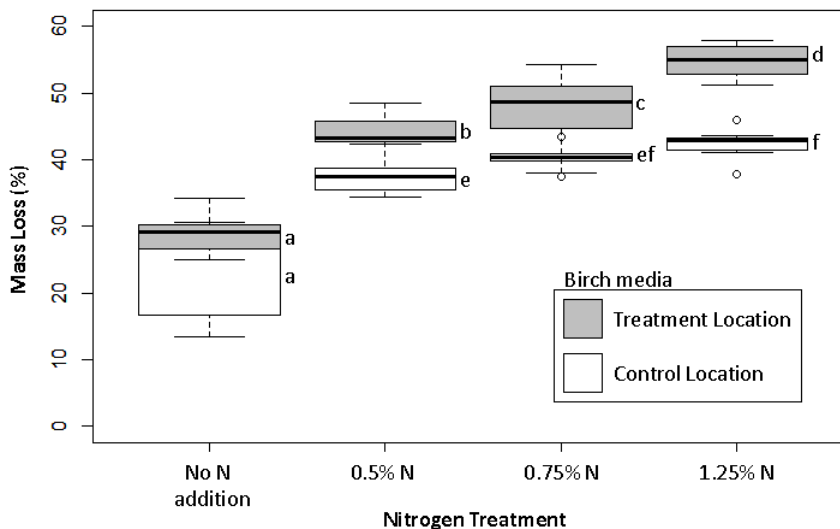 Mass Loss (%)
60
50
40
30
20
10
0
a
a
b
e
c
ef
d
f
Birch media
Treatment Location
Control Location
No N addition
0.5% N
0.75% N
1.25% N
Nitrogen Treatment